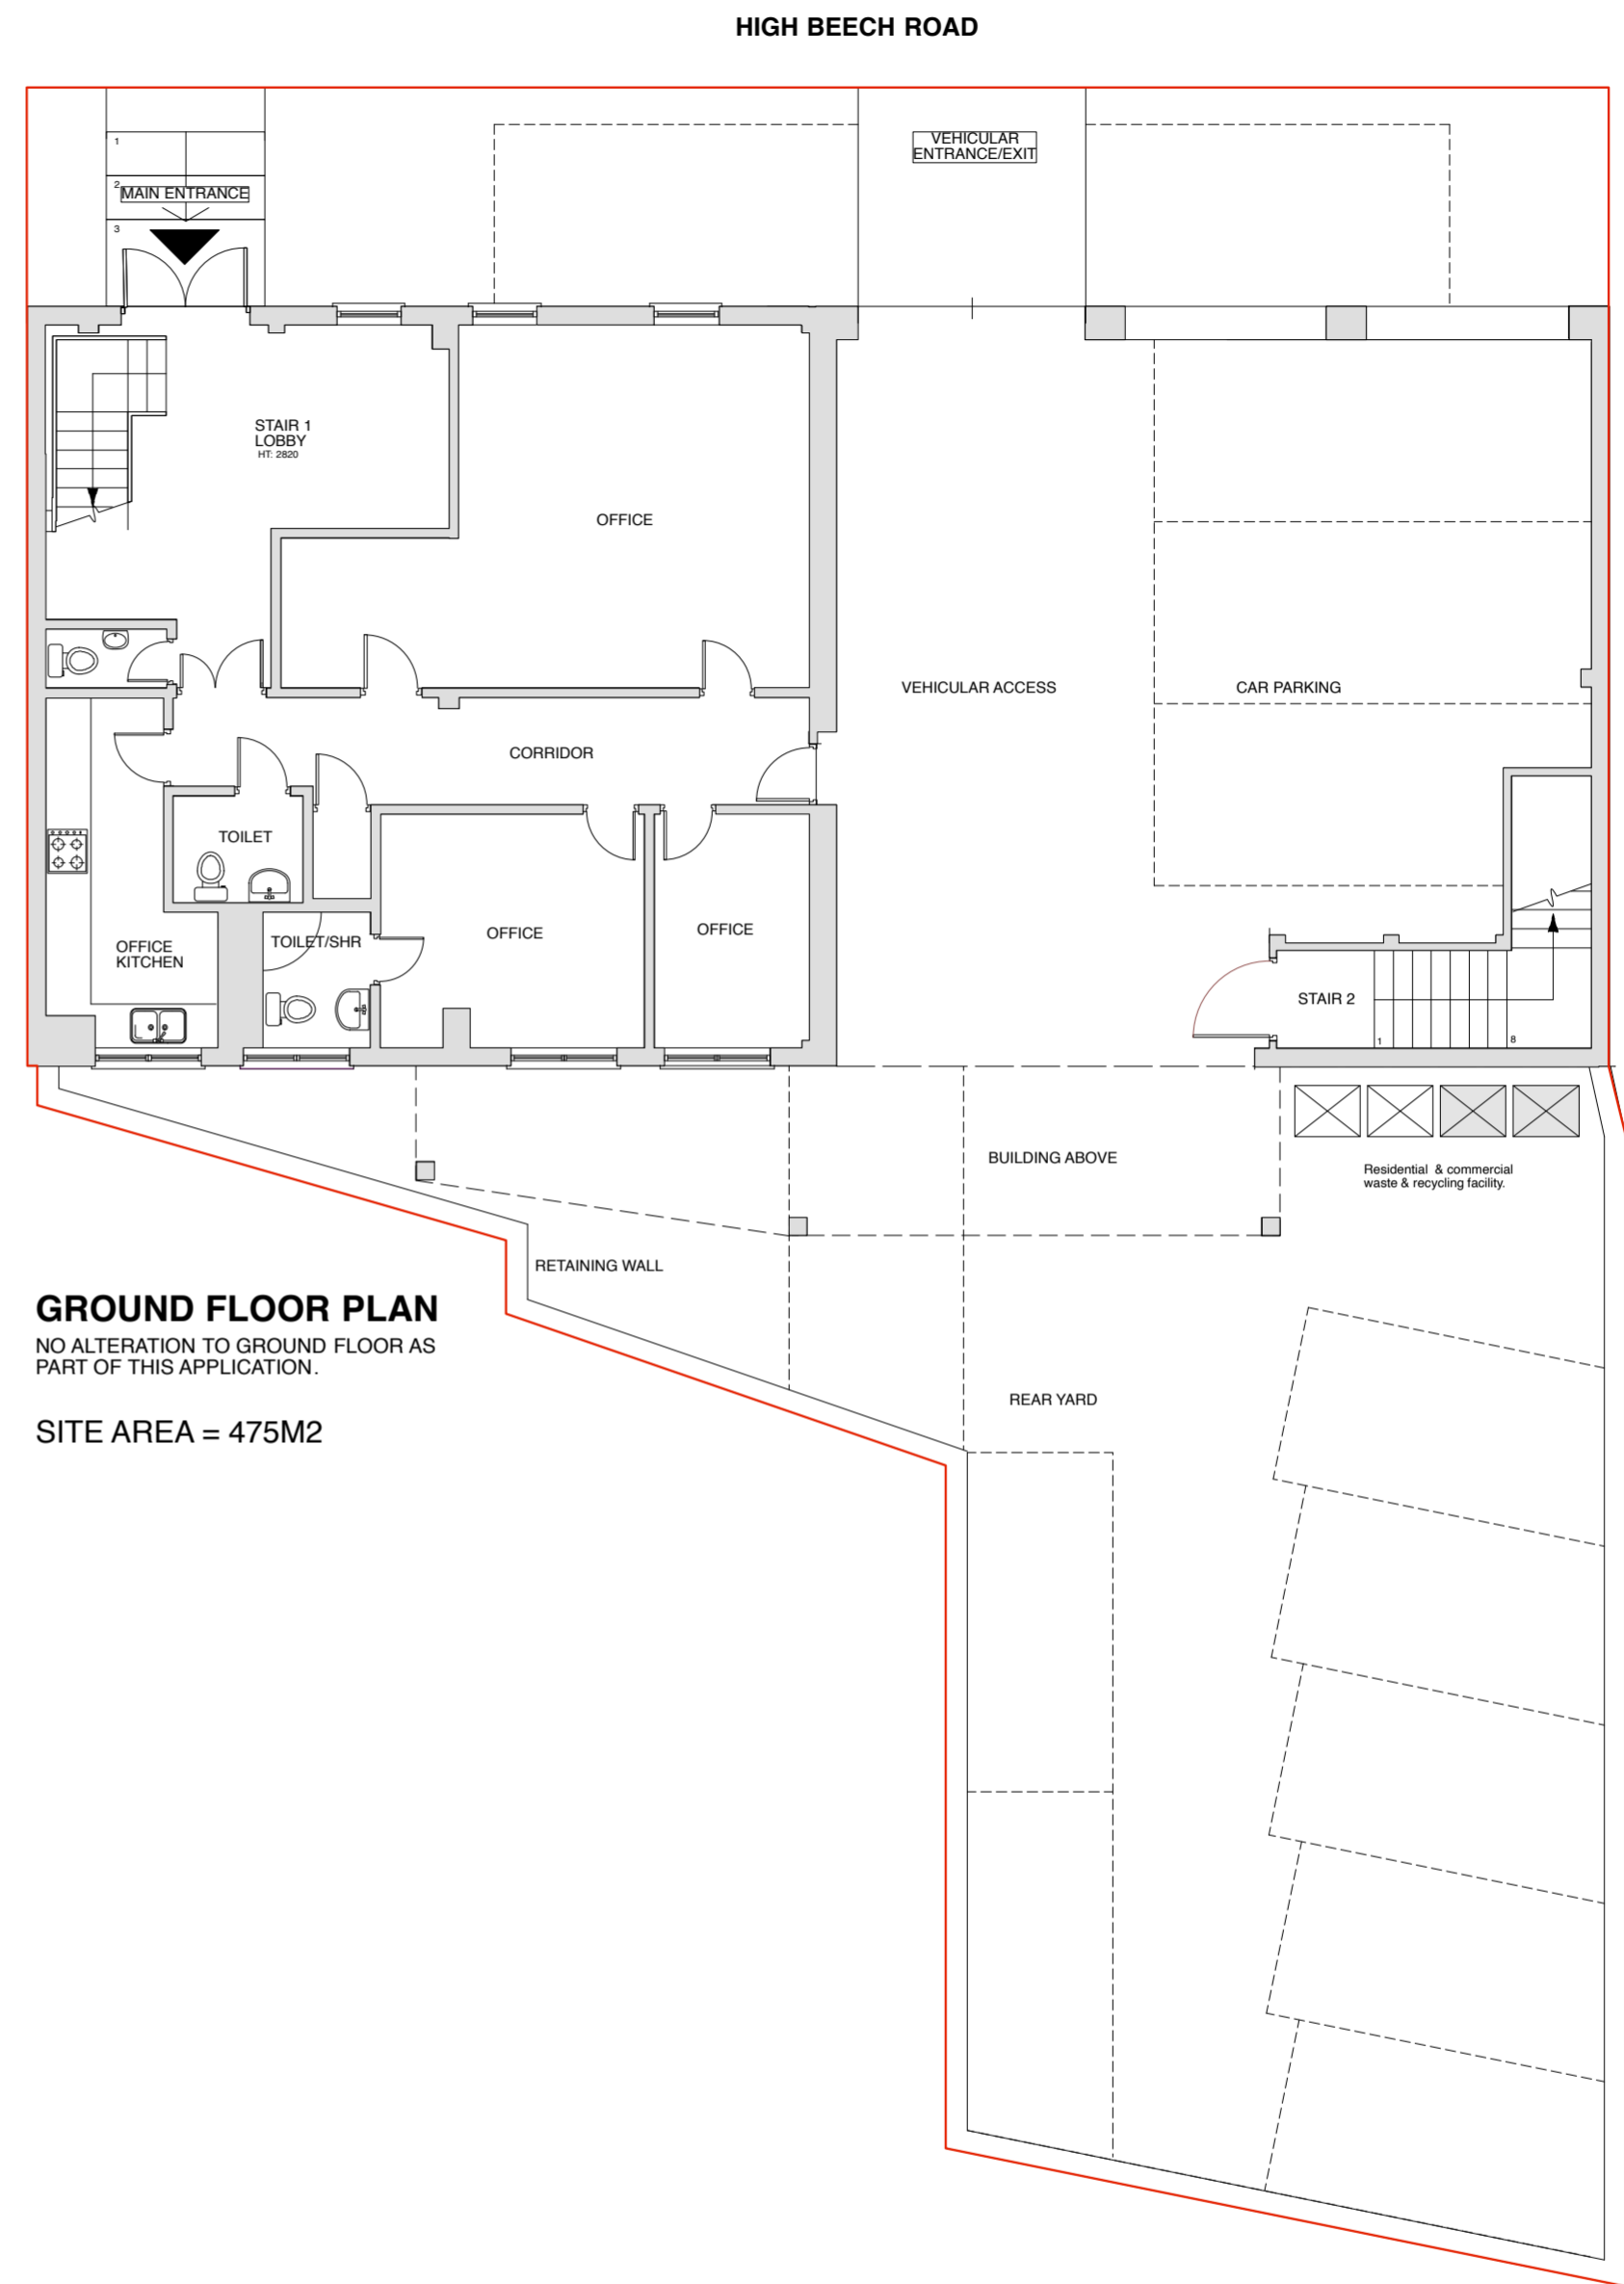 HIGH BEECH ROAD
VEHICULAR
ENTRANCE/EXIT
1
2
MAIN ENTRANCE
3
STAIR 1
LOBBY
HT: 2820
OFFICE
VEHICULAR ACCESS
CAR PARKING
CORRIDOR
TOILET
OFFICE
KITCHEN
TOILET/SHR
OFFICE
OFFICE
STAIR 2
1
8
BUILDING ABOVE
Residential & commercial
waste & recycling facility.
RETAINING WALL
GROUND FLOOR PLAN
NO ALTERATION TO GROUND FLOOR AS
PART OF THIS APPLICATION.
REAR YARD
SITE AREA = 475M2